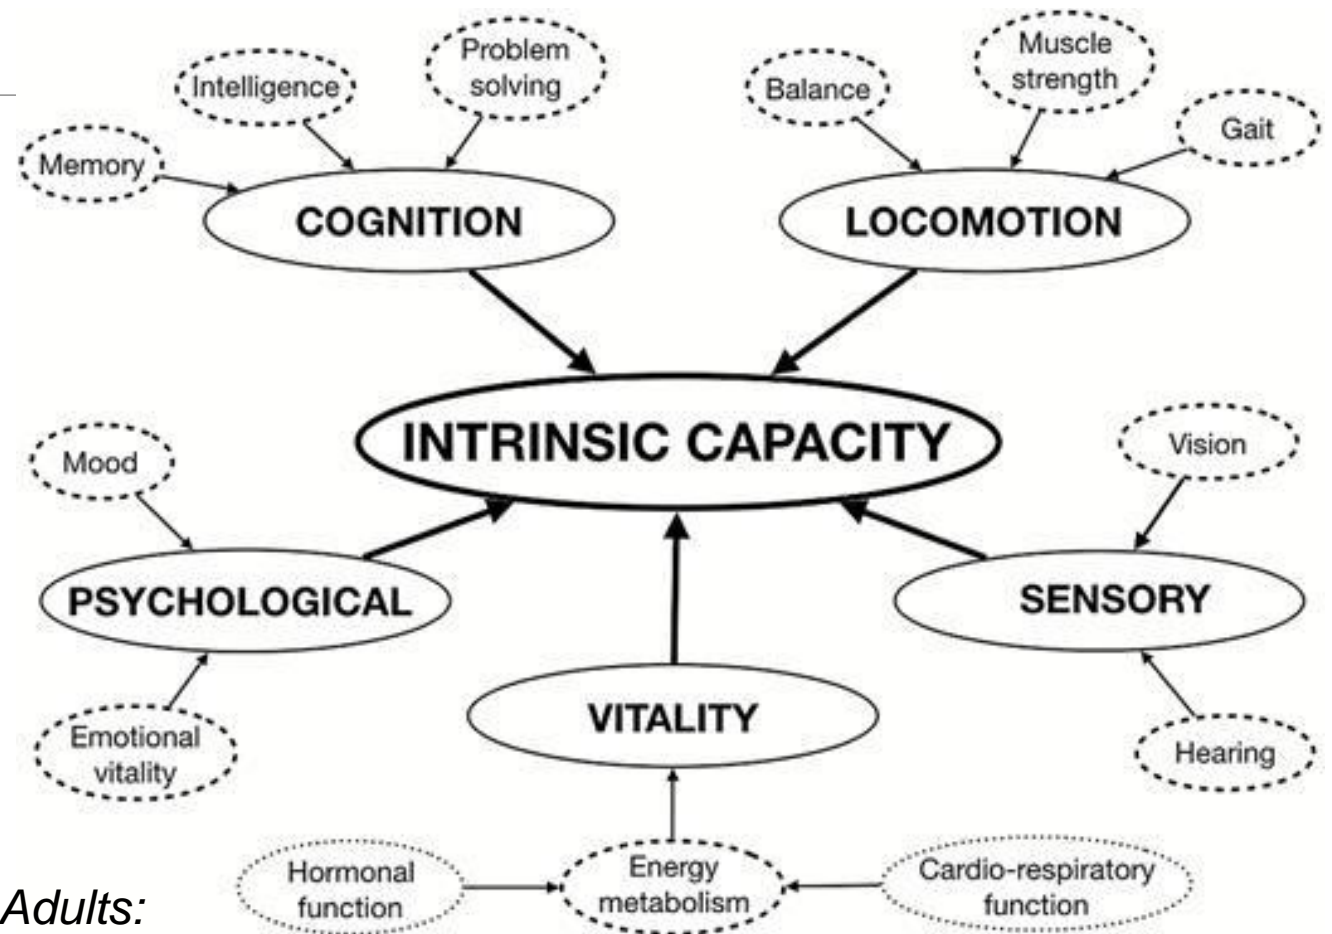 Problem
solving
Intelligence
Memory
COGNITION
Muscle
strength
Balance
Gait
LOCOMOTION
INTRINSIC CAPACITY
Mood
PSYCHOLOGICAL
Emotional
vitality
Vision
SENSORY
Hearing
VITALITY
Hormonal
function
Energy
metabolism
Cardio-respiratory
function
Adults: